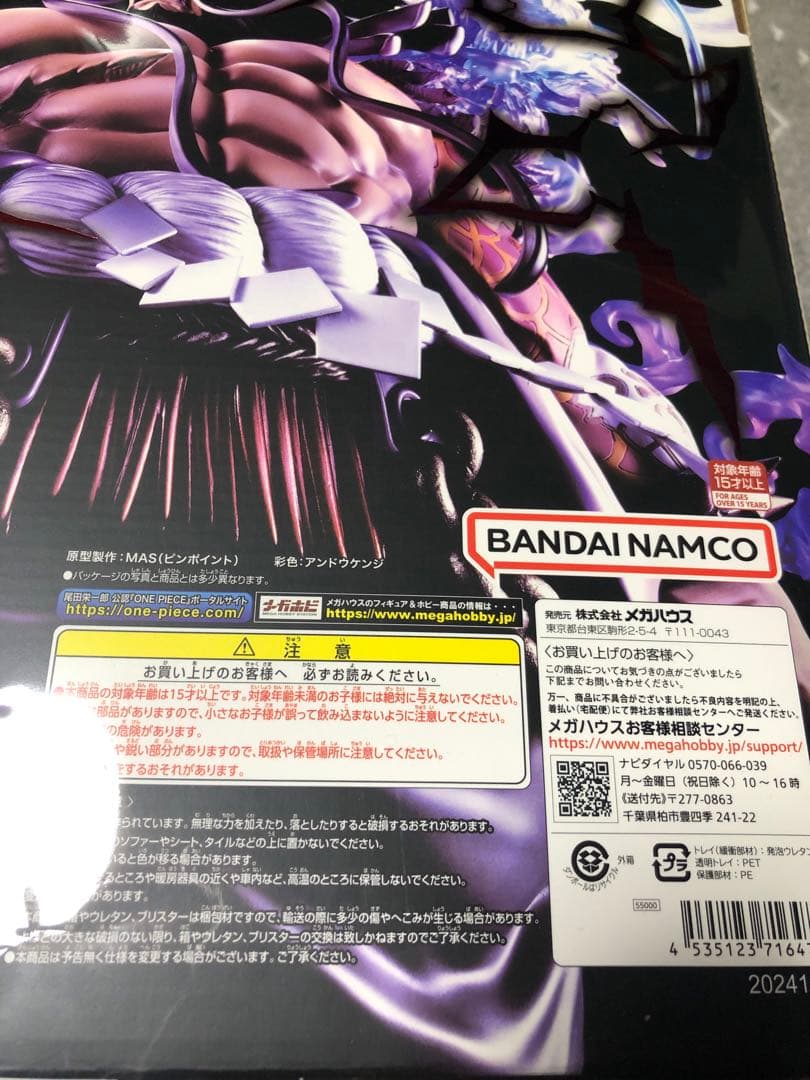 対象年齢
15才以上
FOR AGES
OVER 15 YEARS
BANDAI NAMCO
原型製作：MAS(ピンポイント) 彩色：アンドウケンジ
●パッケージの写真と商品とは多少異なります。
尾田栄一郎 公認「ONE PIECE」ポータルサイト
https://one-piece.com/
メガホビ
MEGA HOBBY STATION
メガハウスのフィギュア&ホビー商品の情報は・・・
https://www.megahobby.jp/
注意
お買い上げのお客様へ 必ずお読みください。
●本商品の対象年齢は15才以上です。対象年齢未満のお子様には絶対に与えないでください。
部品がありますので、小さなお子様が誤って飲み込まないように注意してください。
の危険があります。
や鋭い部分がありますので、取扱や保管場所に注意してください。
をするおそれがあります。
〉
られています。無理な力を加えたり、落としたりすると破損するおそれがあります。
のソファーやシート、タイルなどの上に置かないでください。
いると色が移る場合があります。
るところや暖房器具の近くや車内など、高温のところに保管しないでください。
があります。
箱やウレタン、ブリスターは梱包材ですので、輸送の際に多少の傷やへこみが生じる場合があります。
ほどの大きな破損のない限り、箱やウレタン、ブリスターの交換は致しかねますのでご了承ください。
●本商品は予告無く仕様を変更する場合がございます。ご了承ください。
発売元 株式会社 メガハウス
東京都台東区駒形2-5-4 〒111-0043
〈お買い上げのお客様へ〉
この商品についてお気づきの点がございましたら
下記までお問い合わせください。
万一、商品に不具合がございましたら不良内容を明記の上、
着払い(宅配便)にて弊社お客様相談センターへご発送ください。
メガハウスお客様相談センター
https://www.megahobby.jp/support/
ナビダイヤル 0570-066-039
月～金曜日(祝日除く)10～16時
《送付先》〒277-0863
千葉県柏市豊四季 241-22
ダンボールはリサイクル
外箱
プラ
トレイ(緩衝部材)：発泡ウレタン
透明トレイ：PET
保護部材：PE
55000
4 535123 7164
20241